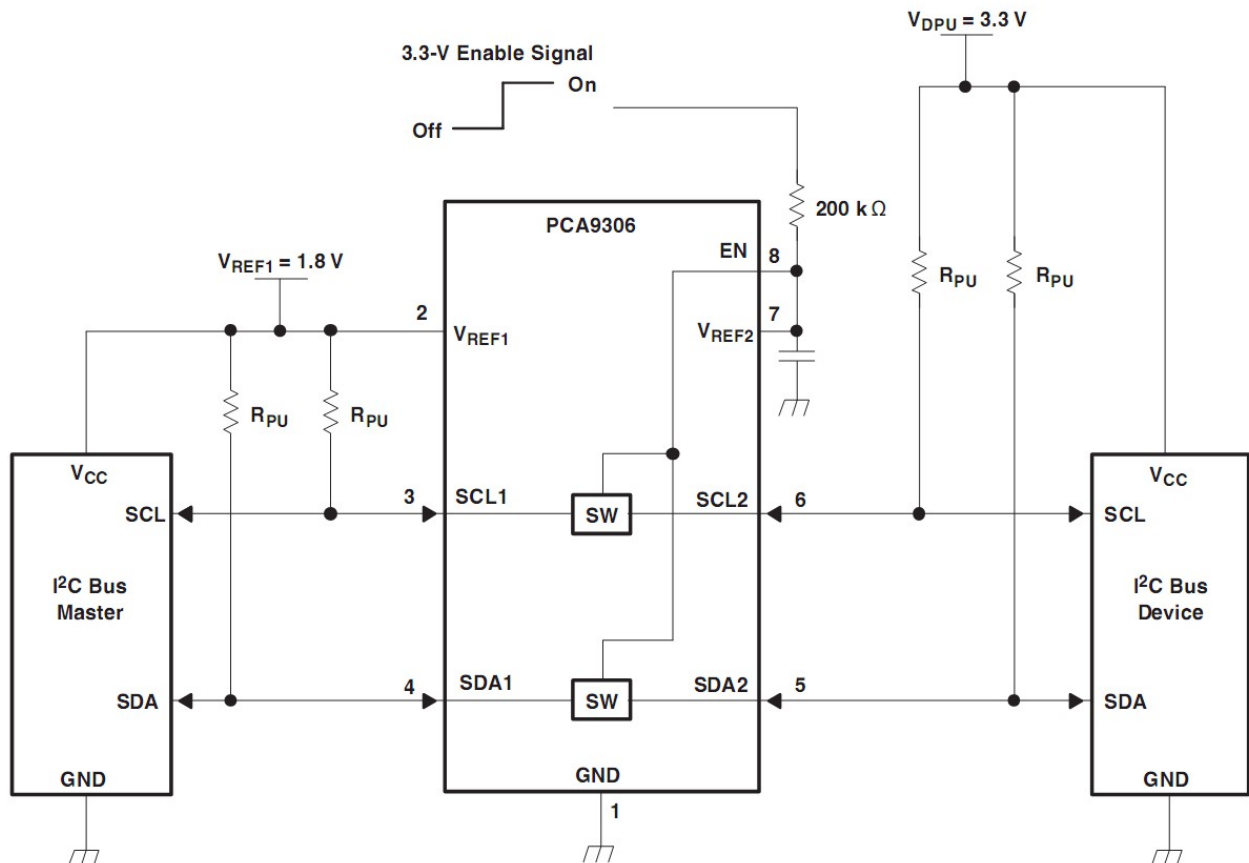 V_DPU = 3.3 V
3.3-V Enable Signal
On
Off
200 k Ω
PCA9306
EN
8
V_REF1 = 1.8 V
2
V_REF1
7
V_REF2
R_PU
R_PU
R_PU
R_PU
V_CC
SCL
3
SCL1
SW
SCL2
6
V_CC
SCL
I²C Bus
Master
I²C Bus
Device
SDA
4
SDA1
SW
SDA2
5
SDA
GND
GND
1
GND